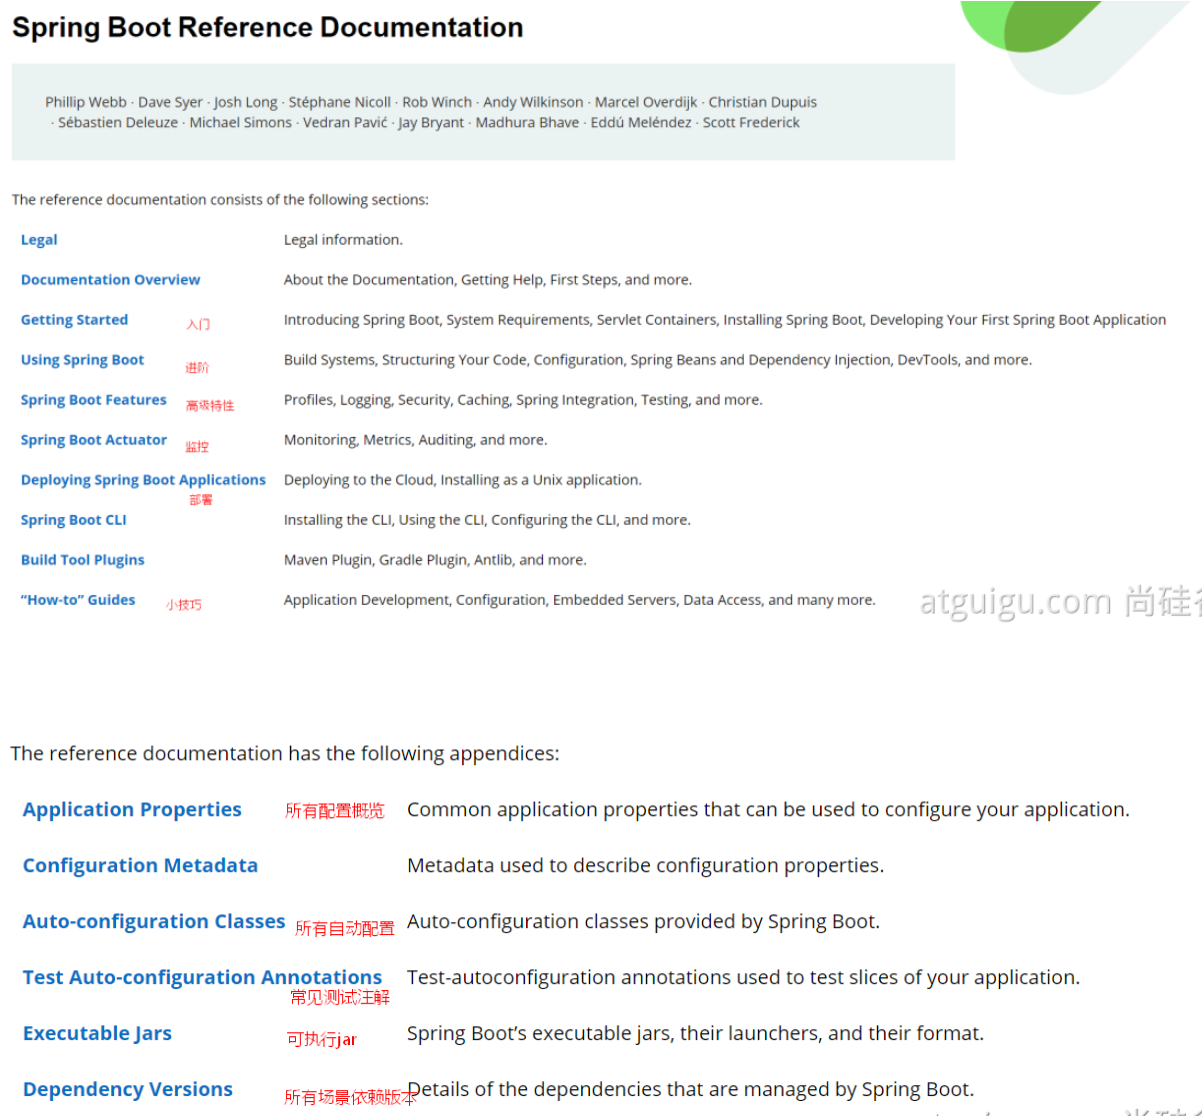 Spring Boot Reference Documentation
Phillip Webb · Dave Syer · Josh Long · Stéphane Nicoll · Rob Winch · Andy Wilkinson · Marcel Overdijk · Christian Dupuis
· Sébastien Deleuze · Michael Simons · Vedran Pavić · Jay Bryant · Madhura Bhave · Eddú Meléndez · Scott Frederick
The reference documentation consists of the following sections:
Legal Legal information.
Documentation Overview About the Documentation, Getting Help, First Steps, and more.
Getting Started 入门 Introducing Spring Boot, System Requirements, Servlet Containers, Installing Spring Boot, Developing Your First Spring Boot Application
Using Spring Boot 进阶 Build Systems, Structuring Your Code, Configuration, Spring Beans and Dependency Injection, DevTools, and more.
Spring Boot Features 高级特性 Profiles, Logging, Security, Caching, Spring Integration, Testing, and more.
Spring Boot Actuator 监控 Monitoring, Metrics, Auditing, and more.
Deploying Spring Boot Applications Deploying to the Cloud, Installing as a Unix application.
部署
Spring Boot CLI Installing the CLI, Using the CLI, Configuring the CLI, and more.
Build Tool Plugins Maven Plugin, Gradle Plugin, Antlib, and more.
“How-to” Guides 小技巧 Application Development, Configuration, Embedded Servers, Data Access, and many more.
atguigu.com 尚硅
The reference documentation has the following appendices:
Application Properties 所有配置概览 Common application properties that can be used to configure your application.
Configuration Metadata Metadata used to describe configuration properties.
Auto-configuration Classes 所有自动配置 Auto-configuration classes provided by Spring Boot.
Test Auto-configuration Annotations Test-autoconfiguration annotations used to test slices of your application.
常见测试注解
Executable Jars 可执行jar Spring Boot’s executable jars, their launchers, and their format.
Dependency Versions 所有场景依赖版本 Details of the dependencies that are managed by Spring Boot.